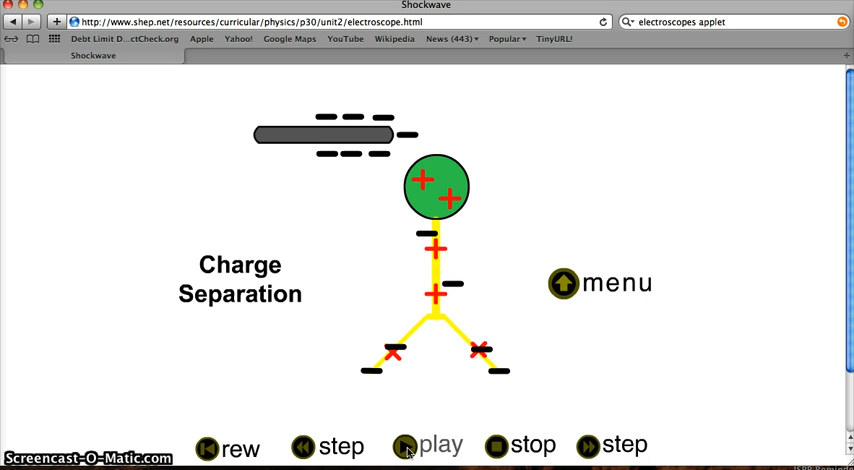 Shockwave
http://www.shep.net/resources/curricular/physics/p30/unit2/electroscope.html
electroscopes applet
Debt Limit D...ctCheck.org Apple Yahoo! Google Maps YouTube Wikipedia News (443) Popular TinyURL!
Shockwave
Charge
Separation
menu
rew step play stop step
Screencast-O-Matic.com